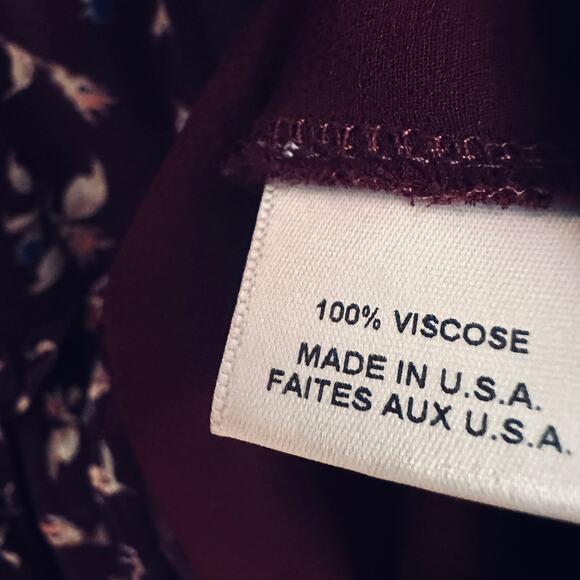 100% VISCOSE
MADE IN U.S.A.
FAITES AUX U.S.A.